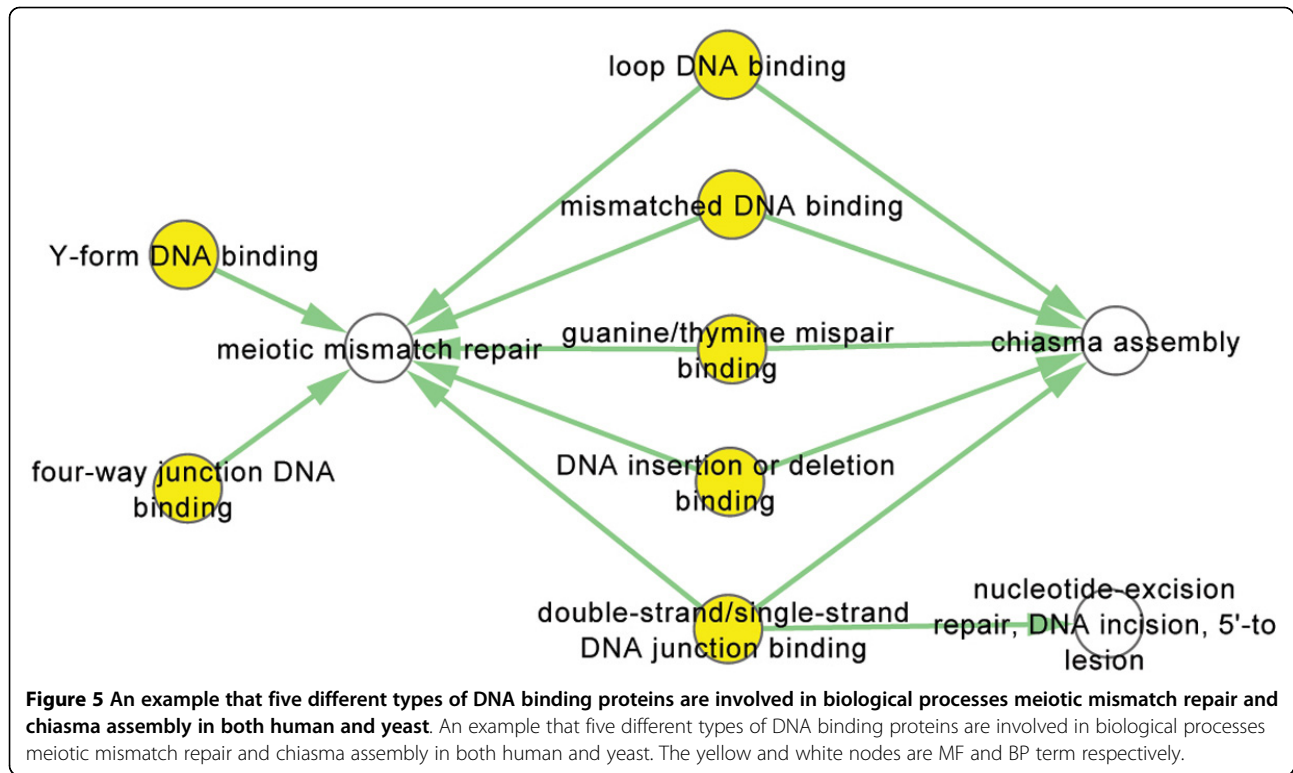 loop DNA binding
mismatched DNA binding
Y-form DNA binding
guanine/thymine mispair
binding
meiotic mismatch repair
chiasma assembly
four-way junction DNA
binding
DNA insertion or deletion
binding
double-strand/single-strand
DNA junction binding
nucleotide-excision
repair, DNA incision, 5'-to
lesion
Figure 5 An example that five different types of DNA binding proteins are involved in biological processes meiotic mismatch repair and
chiasma assembly in both human and yeast. An example that five different types of DNA binding proteins are involved in biological processes
meiotic mismatch repair and chiasma assembly in both human and yeast. The yellow and white nodes are MF and BP term respectively.